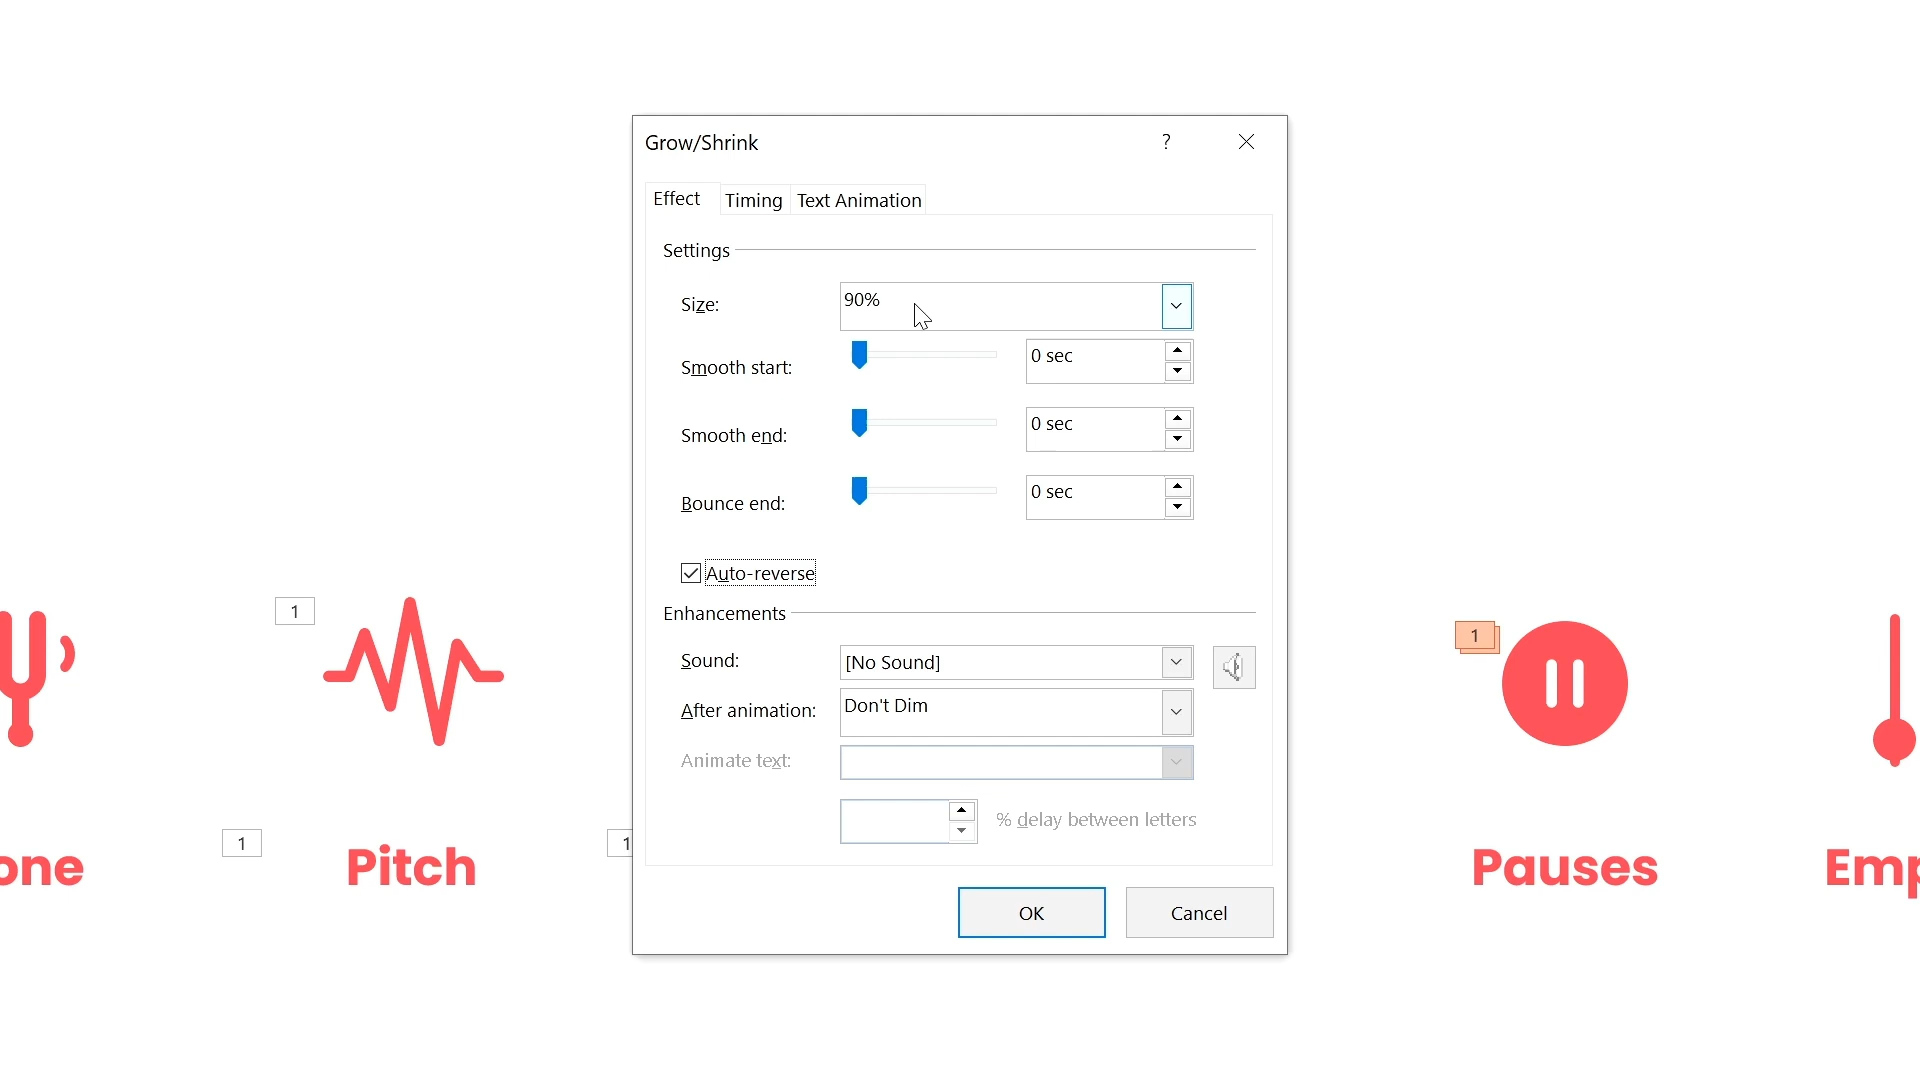 Grow/Shrink
?
Effect
Timing
Text Animation
Settings
Size:
90%
Smooth start:
0 sec
Smooth end:
0 sec
Bounce end:
0 sec
Auto-reverse
Enhancements
Sound:
[No Sound]
After animation:
Don't Dim
Animate text:
% delay between letters
OK
Cancel
1
1
1
1
one
Pitch
Pauses
Emp